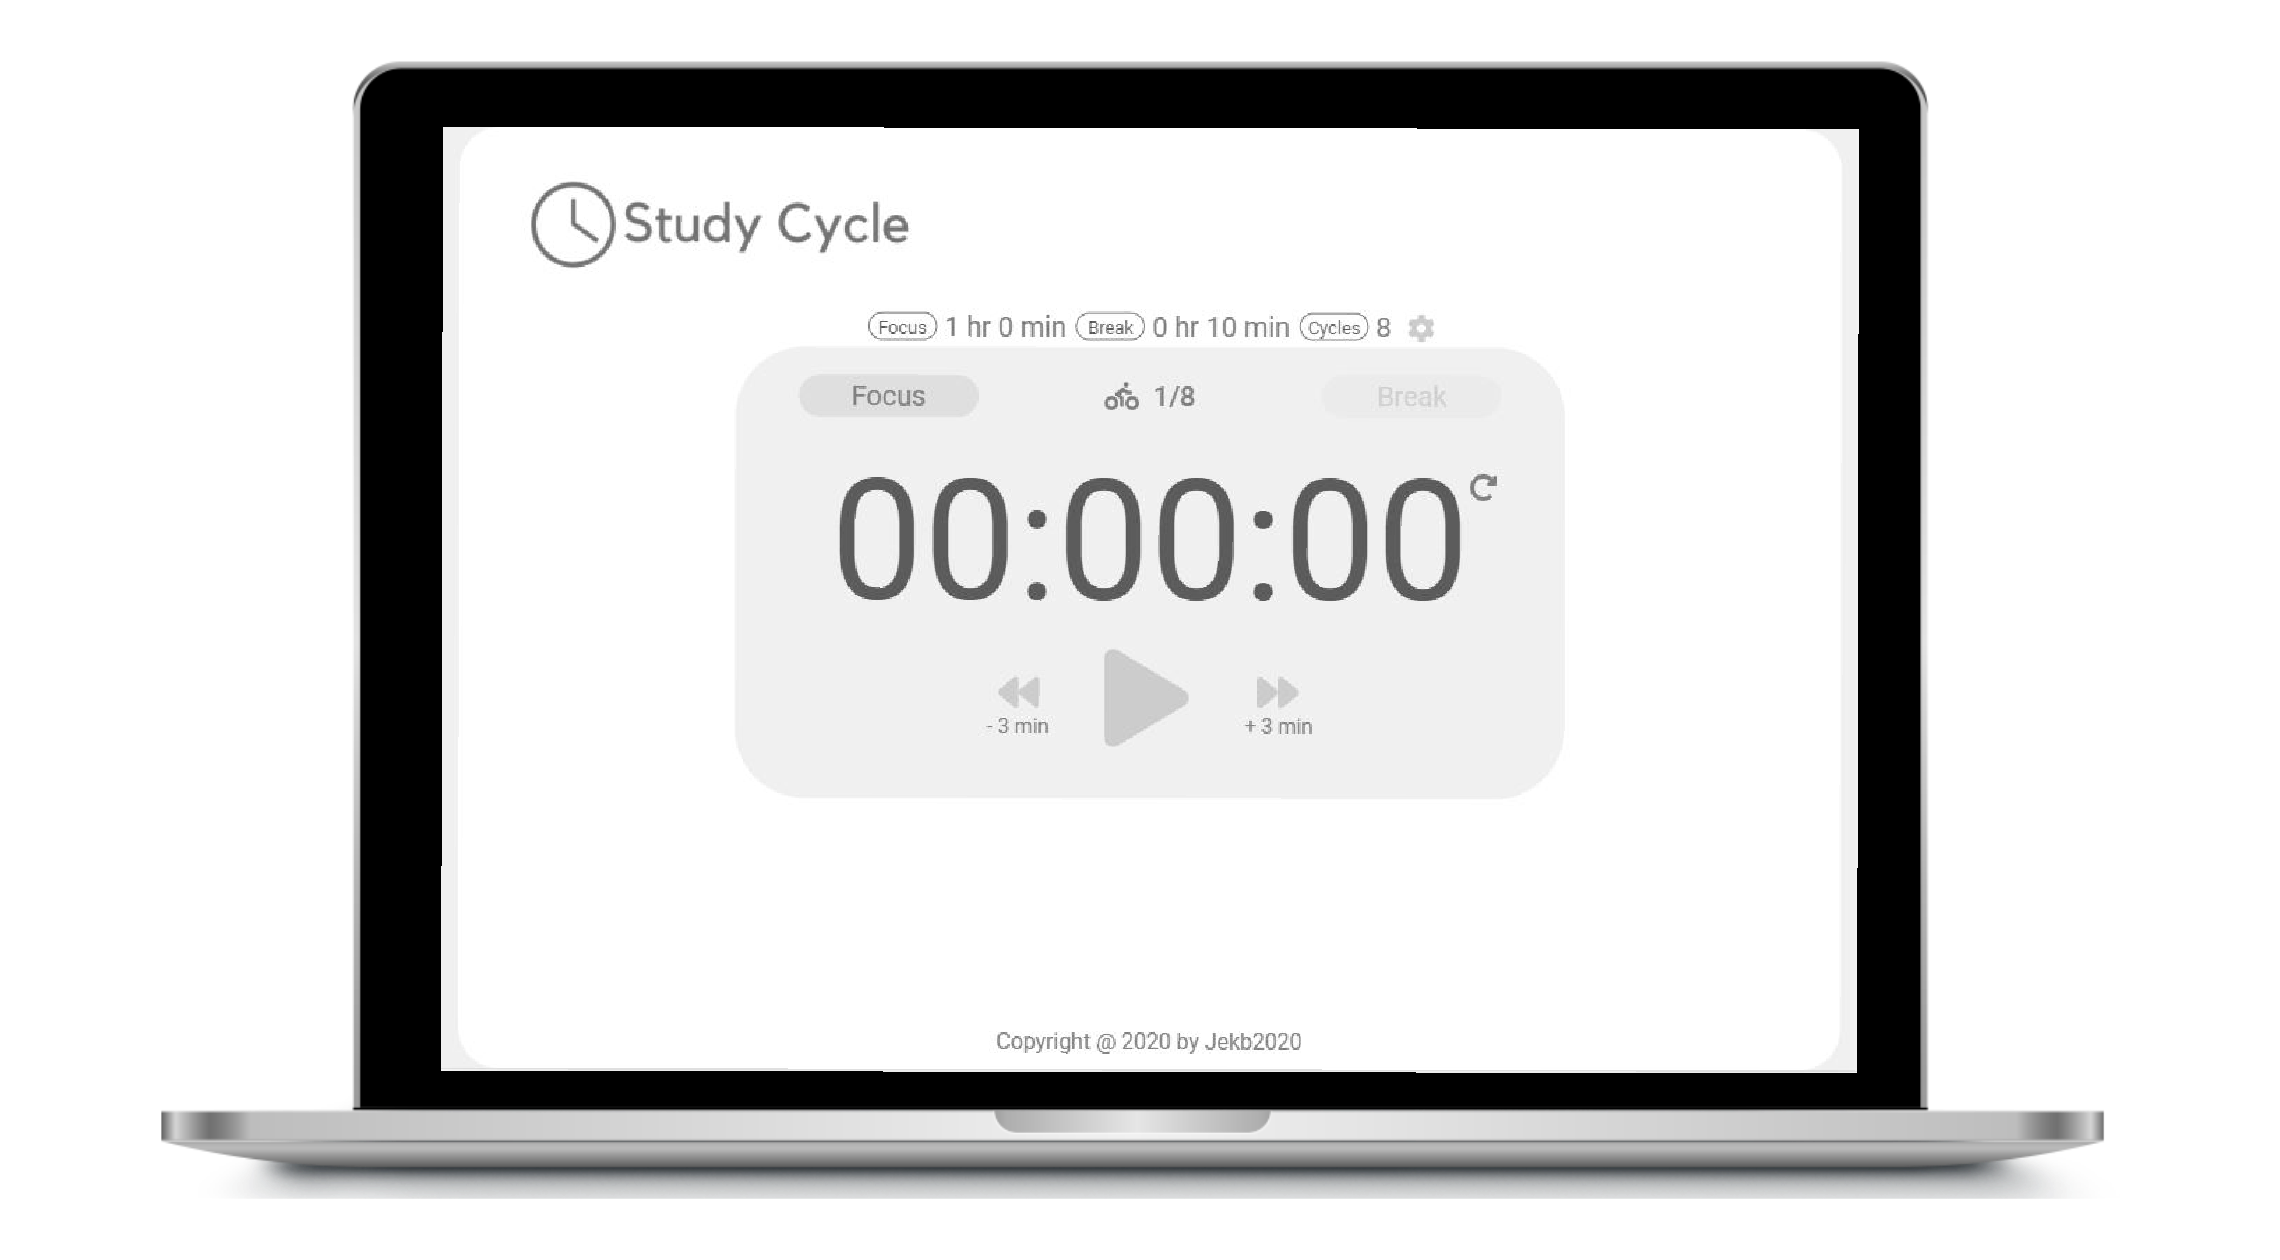 Study Cycle
Focus 1 hr 0 min Break 0 hr 10 min Cycles 8
Focus 1/8 Break
00:00:00
- 3 min + 3 min
Copyright @ 2020 by Jekb2020